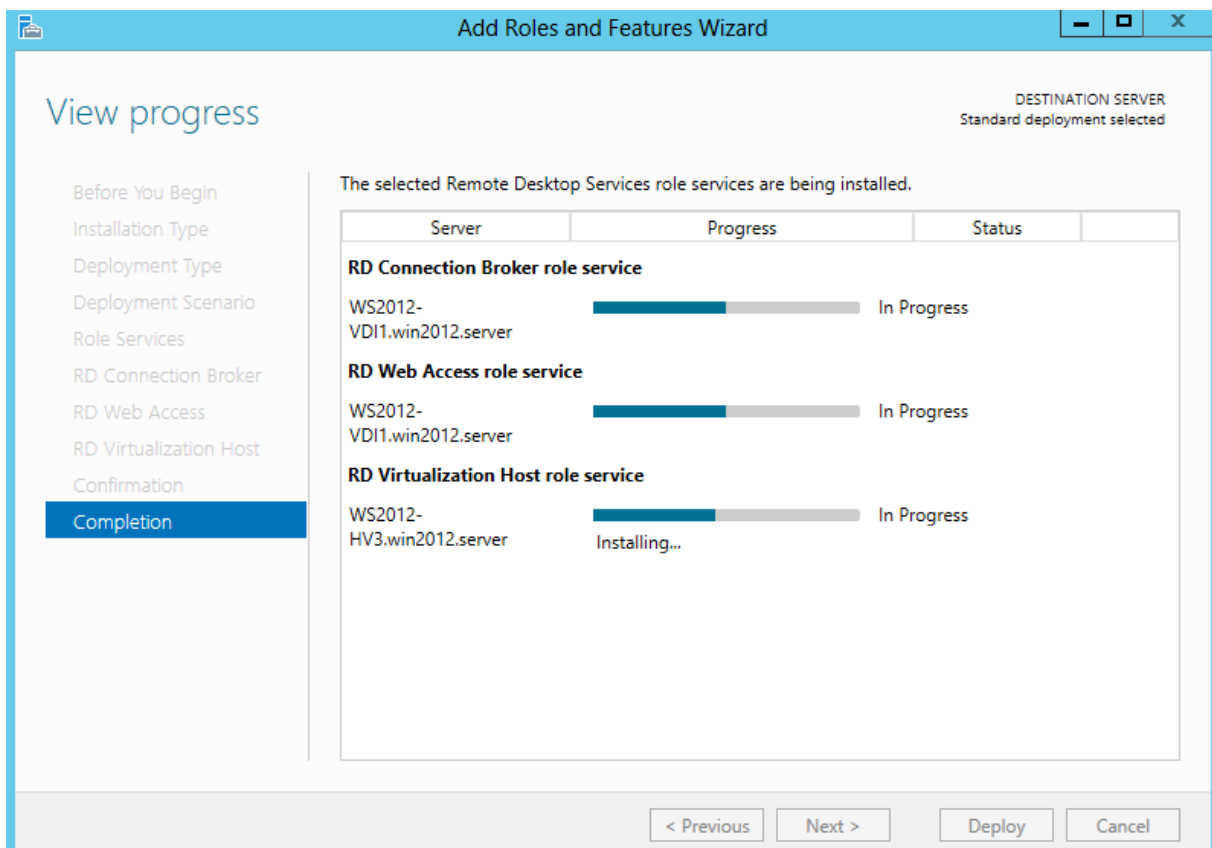 Add Roles and Features Wizard
View progress
DESTINATION SERVER
Standard deployment selected
Before You Begin
Installation Type
Deployment Type
Deployment Scenario
Role Services
RD Connection Broker
RD Web Access
RD Virtualization Host
Confirmation
Completion
The selected Remote Desktop Services role services are being installed.
Server Progress Status
RD Connection Broker role service
WS2012-
VDI1.win2012.server
In Progress
RD Web Access role service
WS2012-
VDI1.win2012.server
In Progress
RD Virtualization Host role service
WS2012-
HV3.win2012.server
In Progress
Installing...
< Previous Next > Deploy Cancel